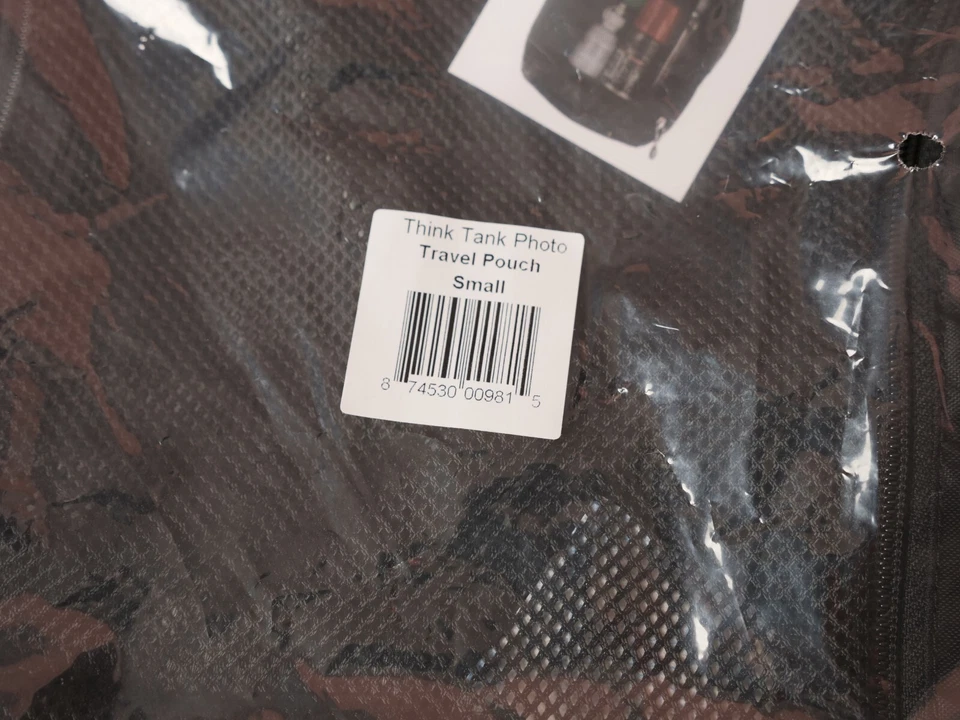 Think Tank Photo
Travel Pouch
Small
8 74530 00981 5